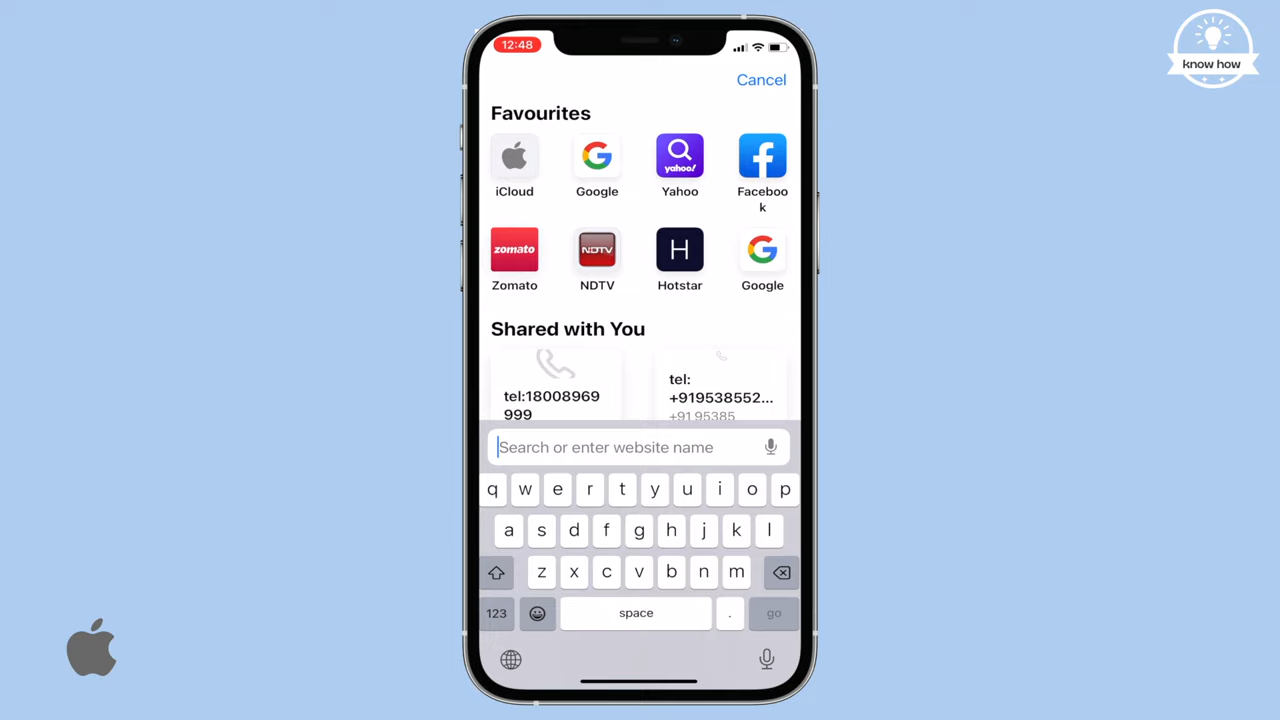 know how
12:48
Cancel
Favourites
yahoo!
iCloud Google Yahoo Faceboo
k
zomato NDTV H
Zomato NDTV Hotstar Google
Shared with You
tel:18008969
999
tel:
+919538552...
+91 95385
Search or enter website name
q w e r t y u i o p
a s d f g h j k l
z x c v b n m
123 space . go